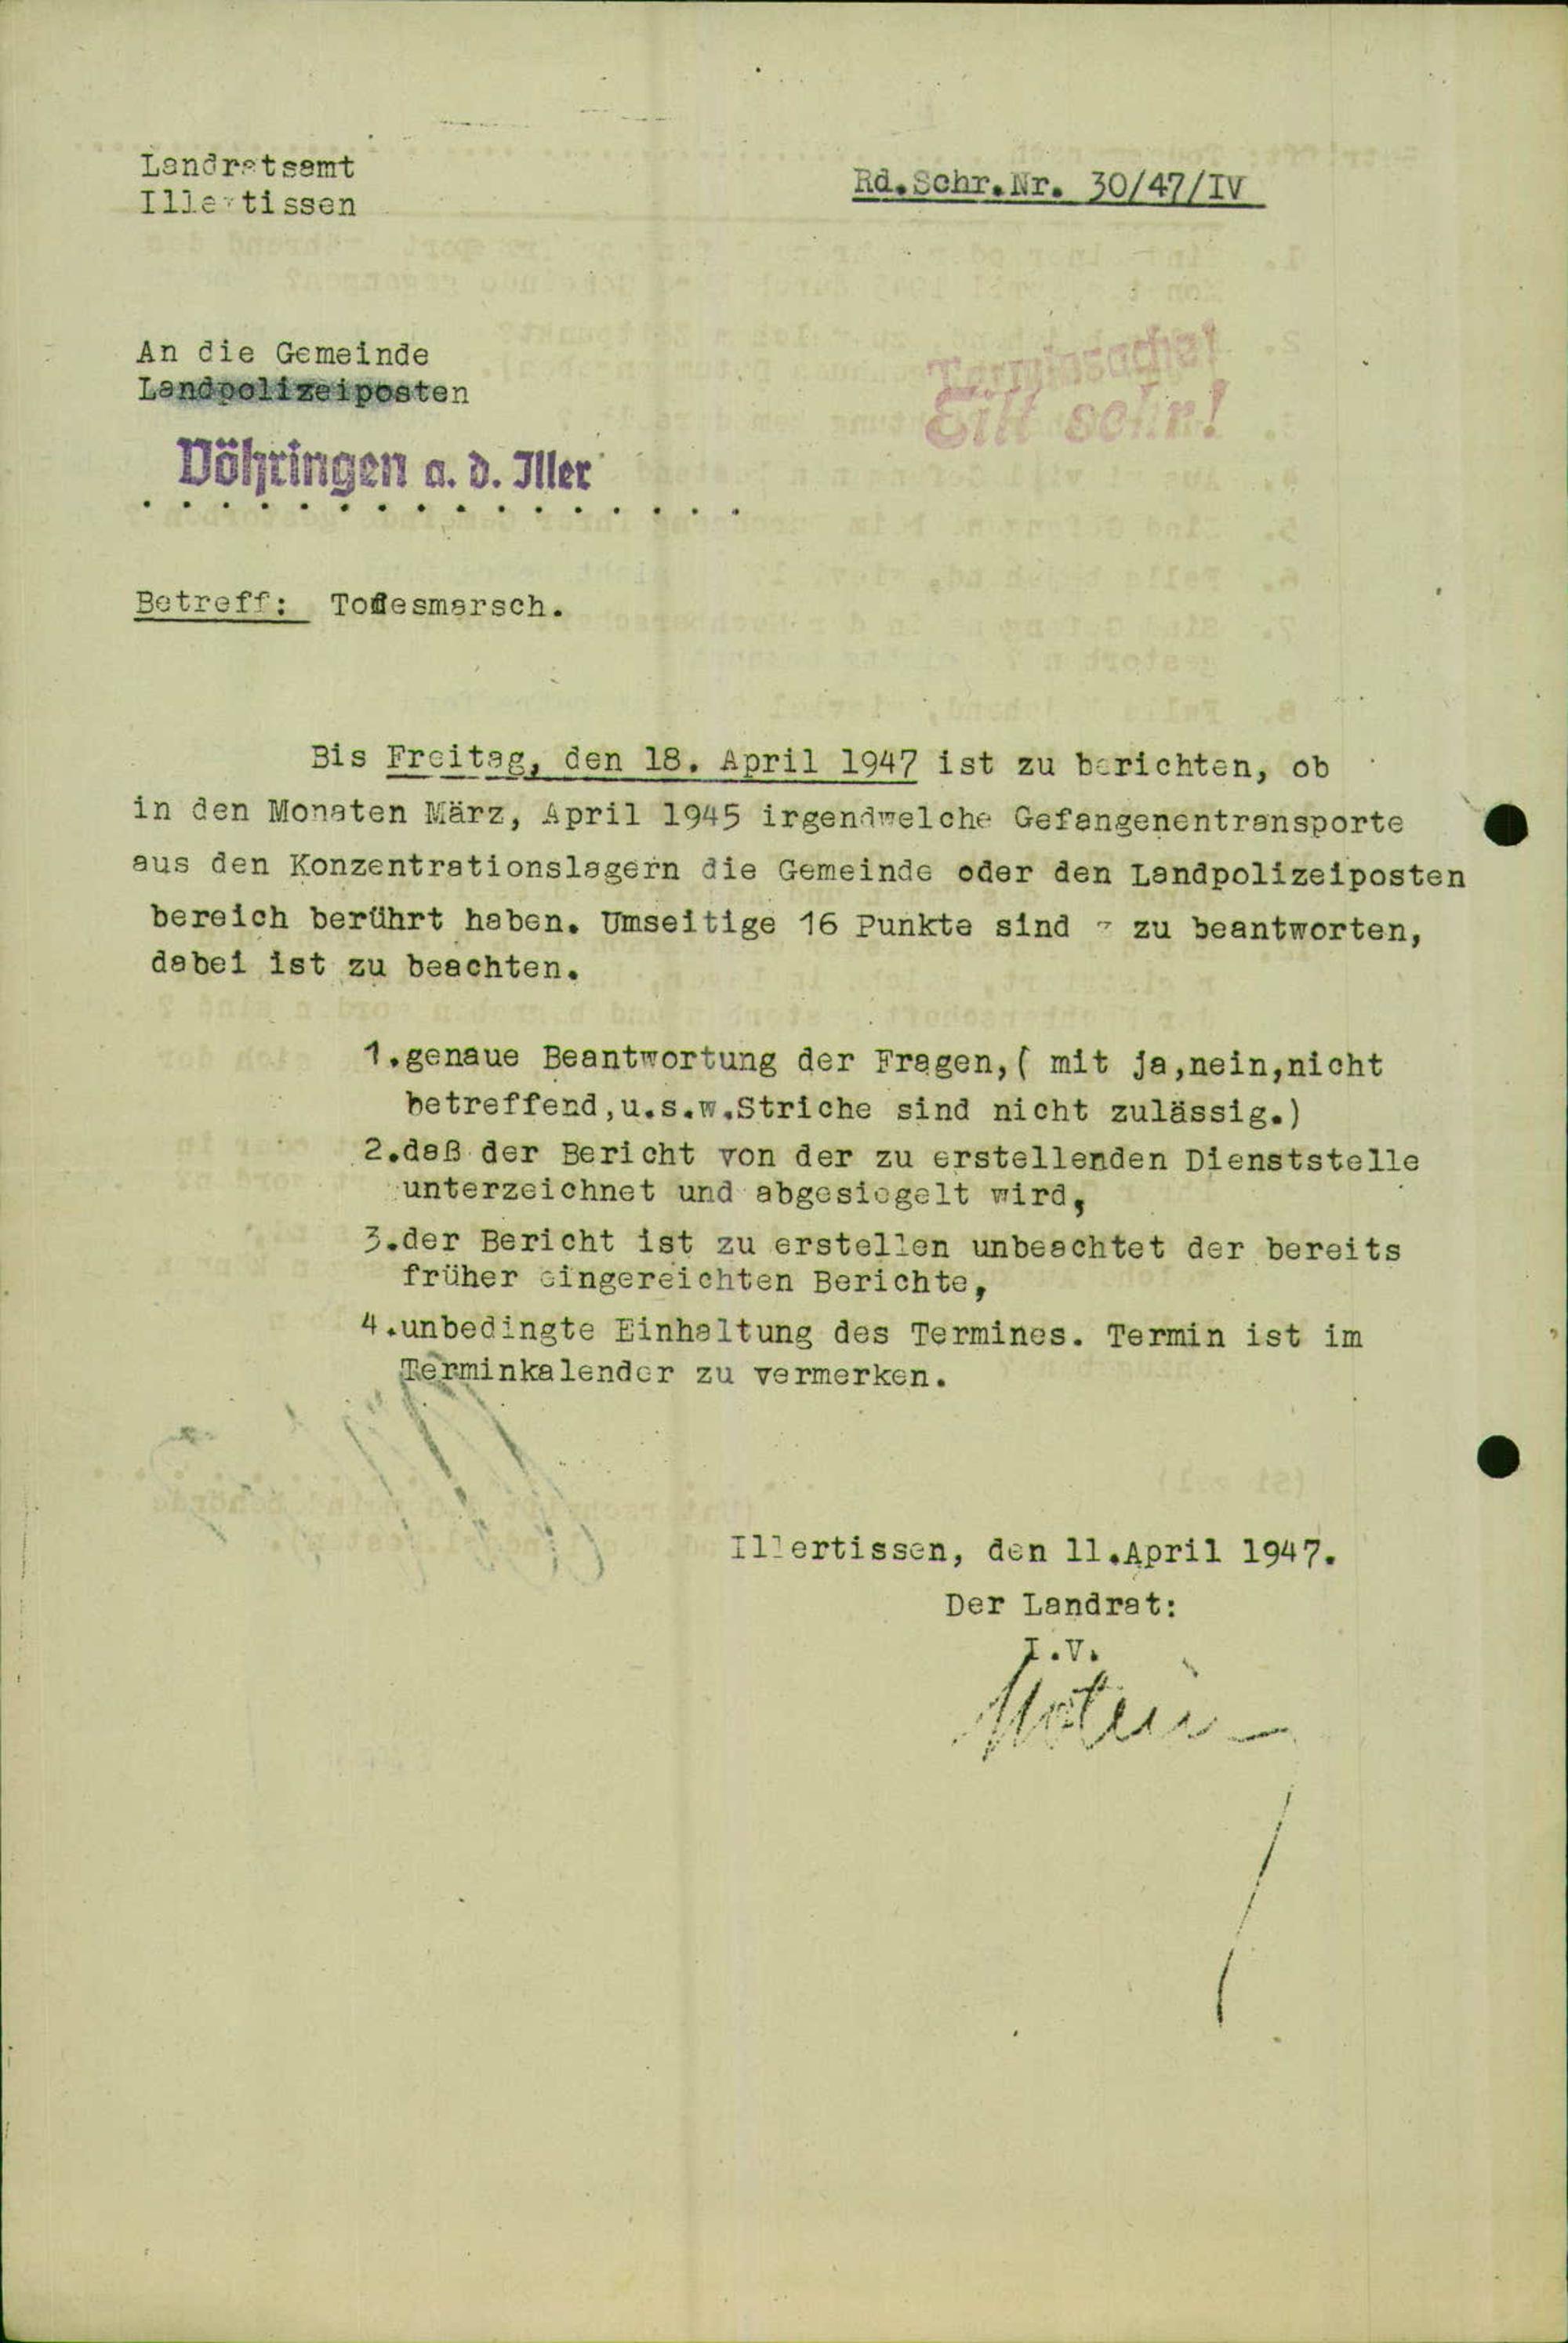 Landratsamt
Illertissen
Rd.Schr.Nr. 30/47/IV
An die Gemeinde
Landpolizeiposten
Terminsache!
Eilt sehr!
Vöhringen a. d. Iller
. . . . . . . . . . . . . . . .
Betreff: Todesmarsch.
Bis Freitag, den 18. April 1947 ist zu berichten, ob
in den Monaten März, April 1945 irgendwelche Gefangenentransporte
aus den Konzentrationslagern die Gemeinde oder den Landpolizeiposten
bereich berührt haben. Umseitige 16 Punkte sind zu beantworten,
dabei ist zu beachten.
1.genaue Beantwortung der Fragen,( mit ja,nein,nicht
betreffend,u.s.w.Striche sind nicht zulässig.)
2.daß der Bericht von der zu erstellenden Dienststelle
unterzeichnet und abgesiegelt wird,
3.der Bericht ist zu erstellen unbeachtet der bereits
früher eingereichten Berichte,
4.unbedingte Einhaltung des Termines. Termin ist im
Terminkalender zu vermerken.
Illertissen, den 11.April 1947.
Der Landrat:
I.V.